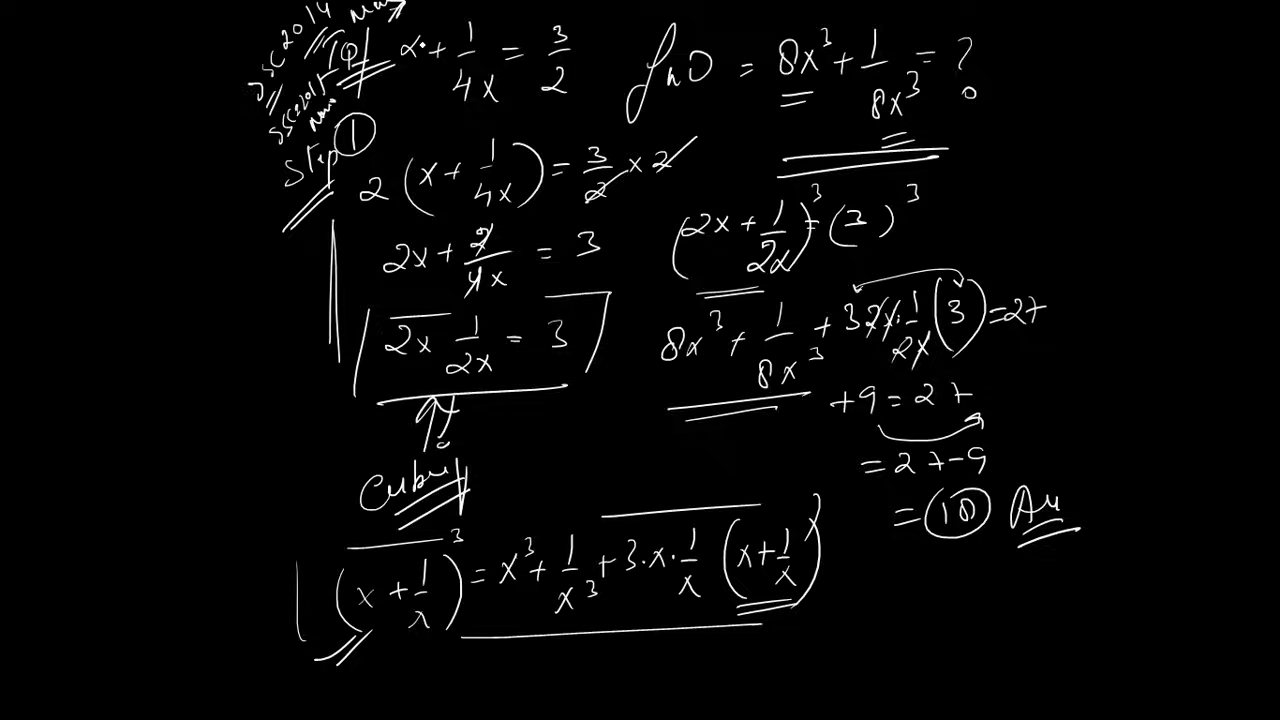 2014
Q1 x + 1/4x = 3/2 find = 8x³ + 1/8x³ = ?
SSC 2015
Step 1
2 (x + 1/4x) = 3/2 × 2
2x + 2/4x = 3
2x 1/2x = 3
(2x + 1/2x)³ = (3)³
8x³ + 1/8x³ + 3 2x · 1/2x (3) = 27
+ 9 = 27
= 27 - 9
= 18 Ans
Cubing
(x + 1/x)³ = x³ + 1/x³ + 3 · x · 1/x (x + 1/x)